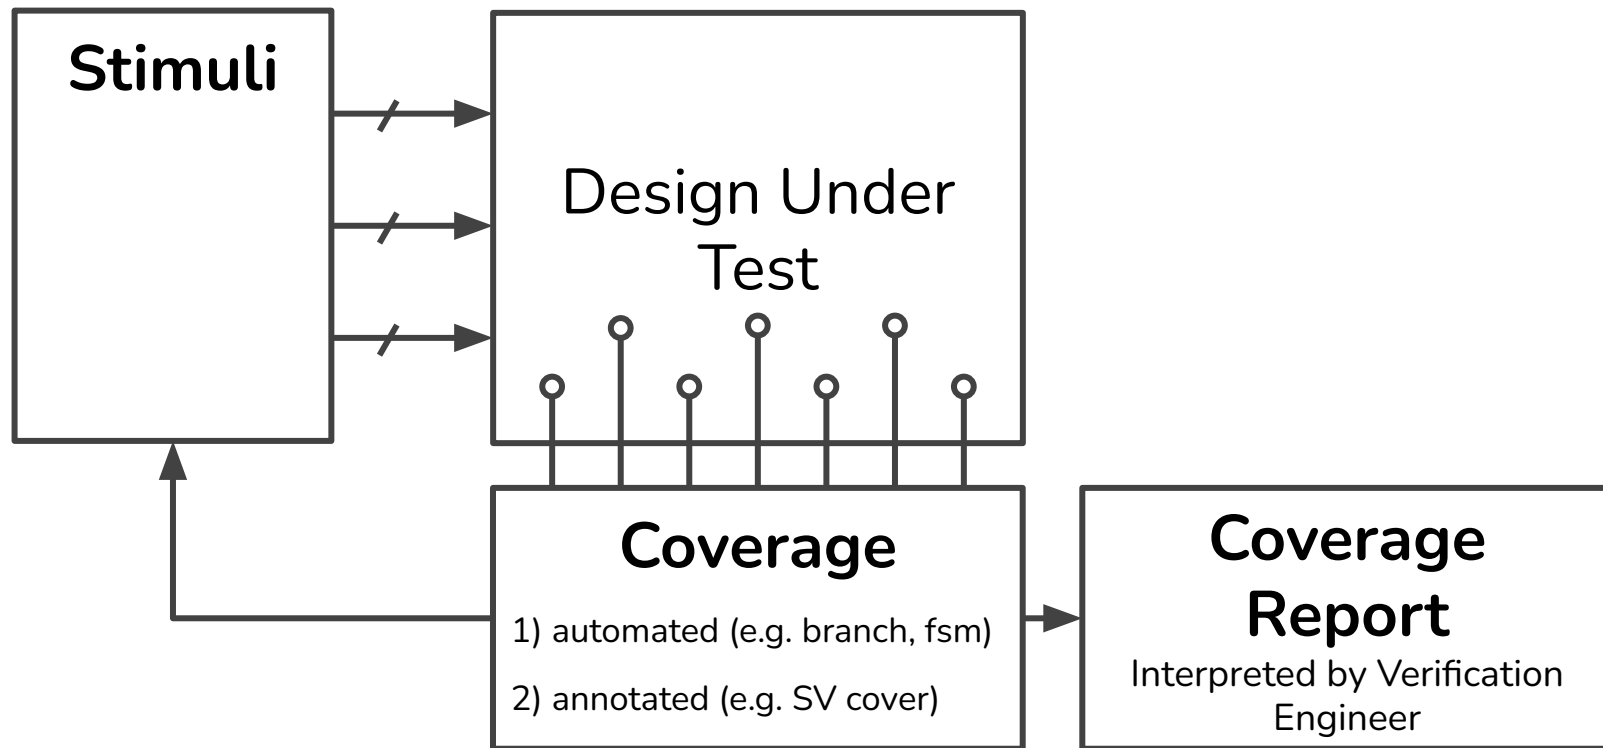 Stimuli
Design Under
Test
Coverage
1) automated (e.g. branch, fsm)
2) annotated (e.g. SV cover)
Coverage
Report
Interpreted by Verification
Engineer